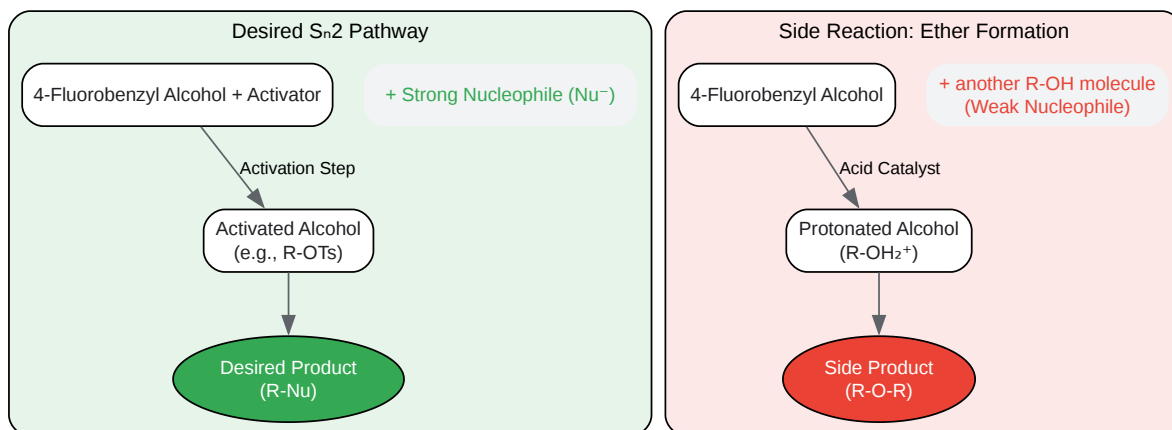 Desired Sₙ2 Pathway
4-Fluorobenzyl Alcohol + Activator
+ Strong Nucleophile (Nu⁻)
Activation Step
Activated Alcohol
(e.g., R-OTs)
Desired Product
(R-Nu)
Side Reaction: Ether Formation
4-Fluorobenzyl Alcohol
+ another R-OH molecule
(Weak Nucleophile)
Acid Catalyst
Protonated Alcohol
(R-OH₂⁺)
Side Product
(R-O-R)